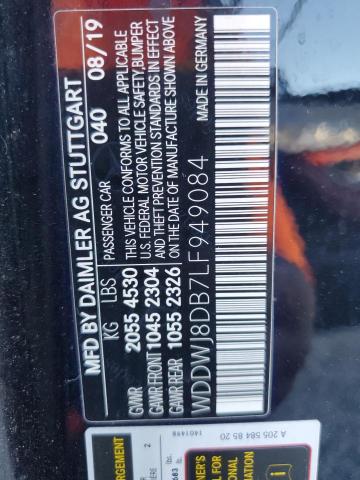 MFD BY DAIMLER AG STUTTGART
PASSENGER CAR 040 08/19
KG LBS
GVWR 2055 4530
GAWR FRONT 1045 2304
GAWR REAR 1055 2326
THIS VEHICLE CONFORMS TO ALL APPLICABLE
U.S. FEDERAL MOTOR VEHICLE SAFETY,BUMPER
AND THEFT PREVENTION STANDARDS IN EFFECT
ON THE DATE OF MANUFACTURE SHOWN ABOVE
MADE IN GERMANY
WDDWJ8DB7LF949084
A 205 584 85 20
1401498